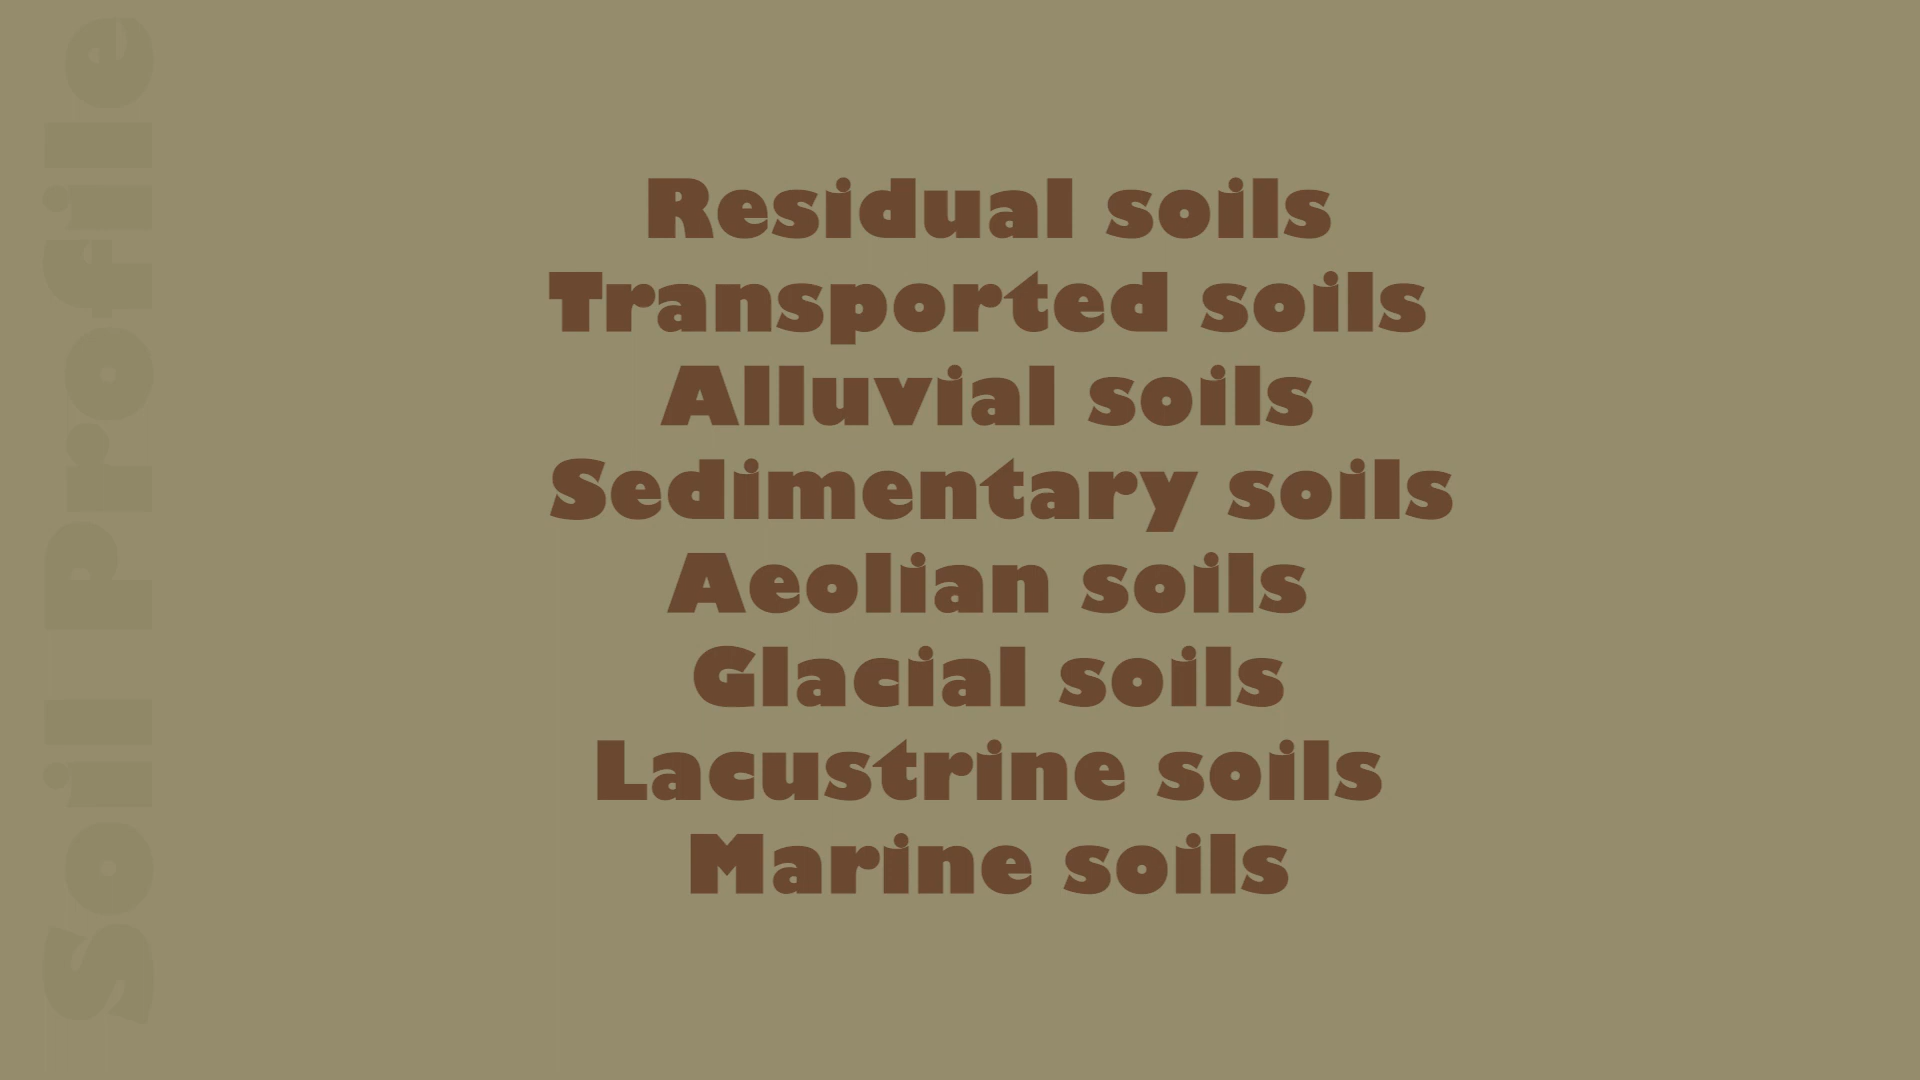 Soil Profile
Residual soils
Transported soils
Alluvial soils
Sedimentary soils
Aeolian soils
Glacial soils
Lacustrine soils
Marine soils